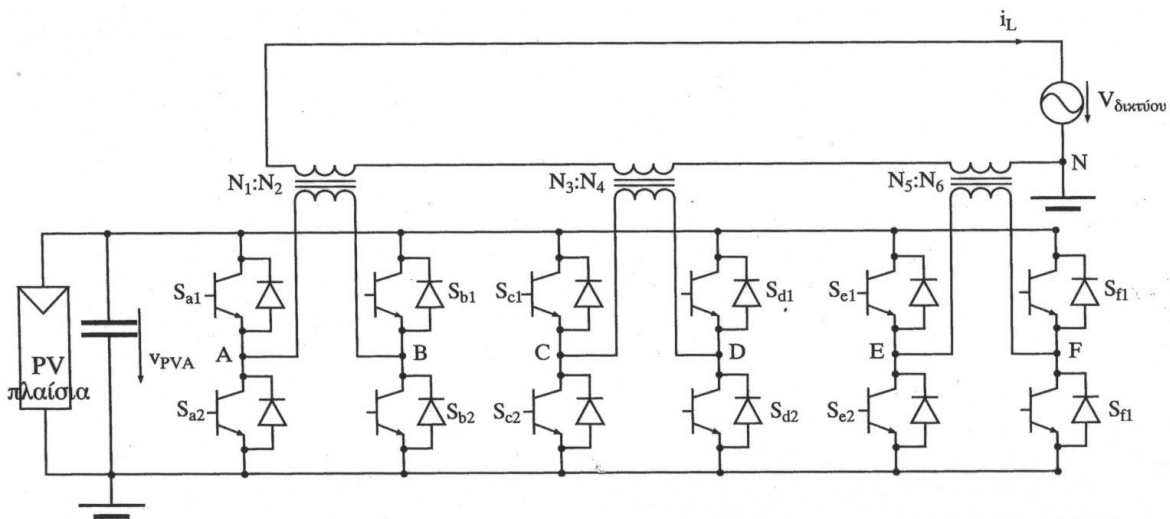 i_L
V_δικτύου
N
N₁:N₂
N₃:N₄
N₅:N₆
S_a1
S_b1
S_c1
S_d1
S_e1
S_f1
PV
πλαίσια
v_PVA
A
B
C
D
E
F
S_a2
S_b2
S_c2
S_d2
S_e2
S_f1